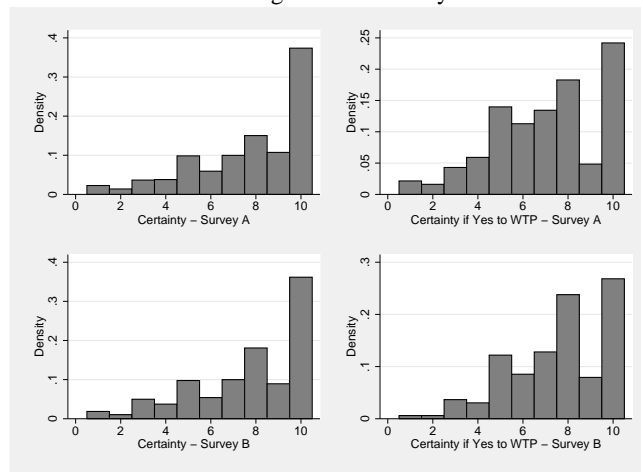 Density
0
.1
.2
.3
.4
0 2 4 6 8 10
Certainty – Survey A
Density
0
.05
.1
.15
.2
.25
0 2 4 6 8 10
Certainty if Yes to WTP – Survey A
Density
0
.1
.2
.3
.4
0 2 4 6 8 10
Certainty – Survey B
Density
0
.1
.2
.3
0 2 4 6 8 10
Certainty if Yes to WTP – Survey B